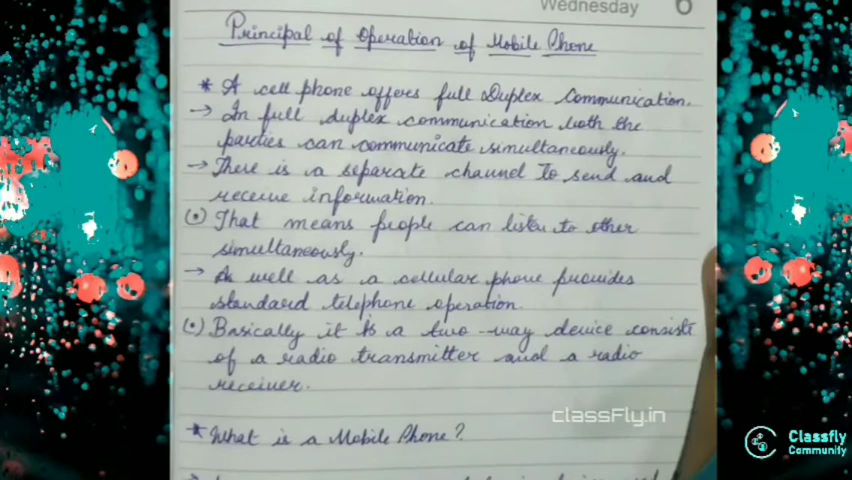 Wednesday 6
Principal of Operation of Mobile Phone
* A cell phone offers full Duplex Communication.
→ In full duplex communication both the
parties can communicate simultaneously.
→ There is a separate channel To send and
receive information.
(•) That means people can listen to other
simultaneously.
→ As well as a cellular phone provides
standard telephone operation.
(•) Basically it is a two-way device consists
of a radio transmitter and a radio
receiver.
* What is a Mobile Phone?
classFly.in
Classfly
Community